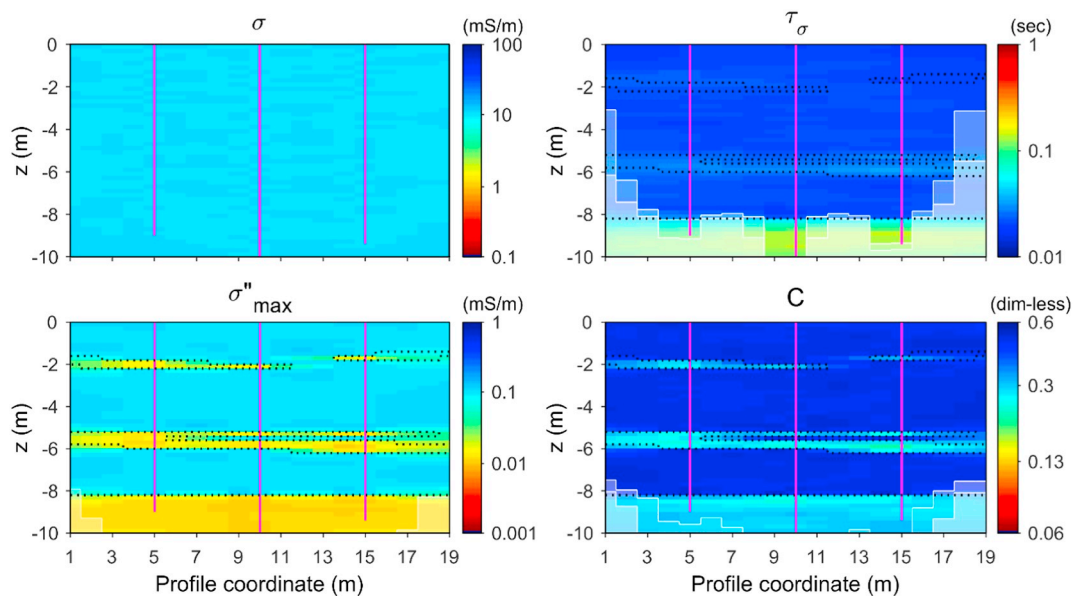 σ (mS/m) τσ (sec)
0 100 0 1
-2 -2
10
-4 -4
z (m) 1 z (m) 0.1
-6 -6
-8 -8
-10 0.1 -10 0.01
σ"max (mS/m) C (dim-less)
0 1 0 0.6
-2 0.1 -2 0.3
-4 -4
z (m) z (m)
-6 0.01 -6 0.13
-8 -8
-10 0.001 -10 0.06
1 3 5 7 9 11 13 15 17 19 1 3 5 7 9 11 13 15 17 19
Profile coordinate (m) Profile coordinate (m)